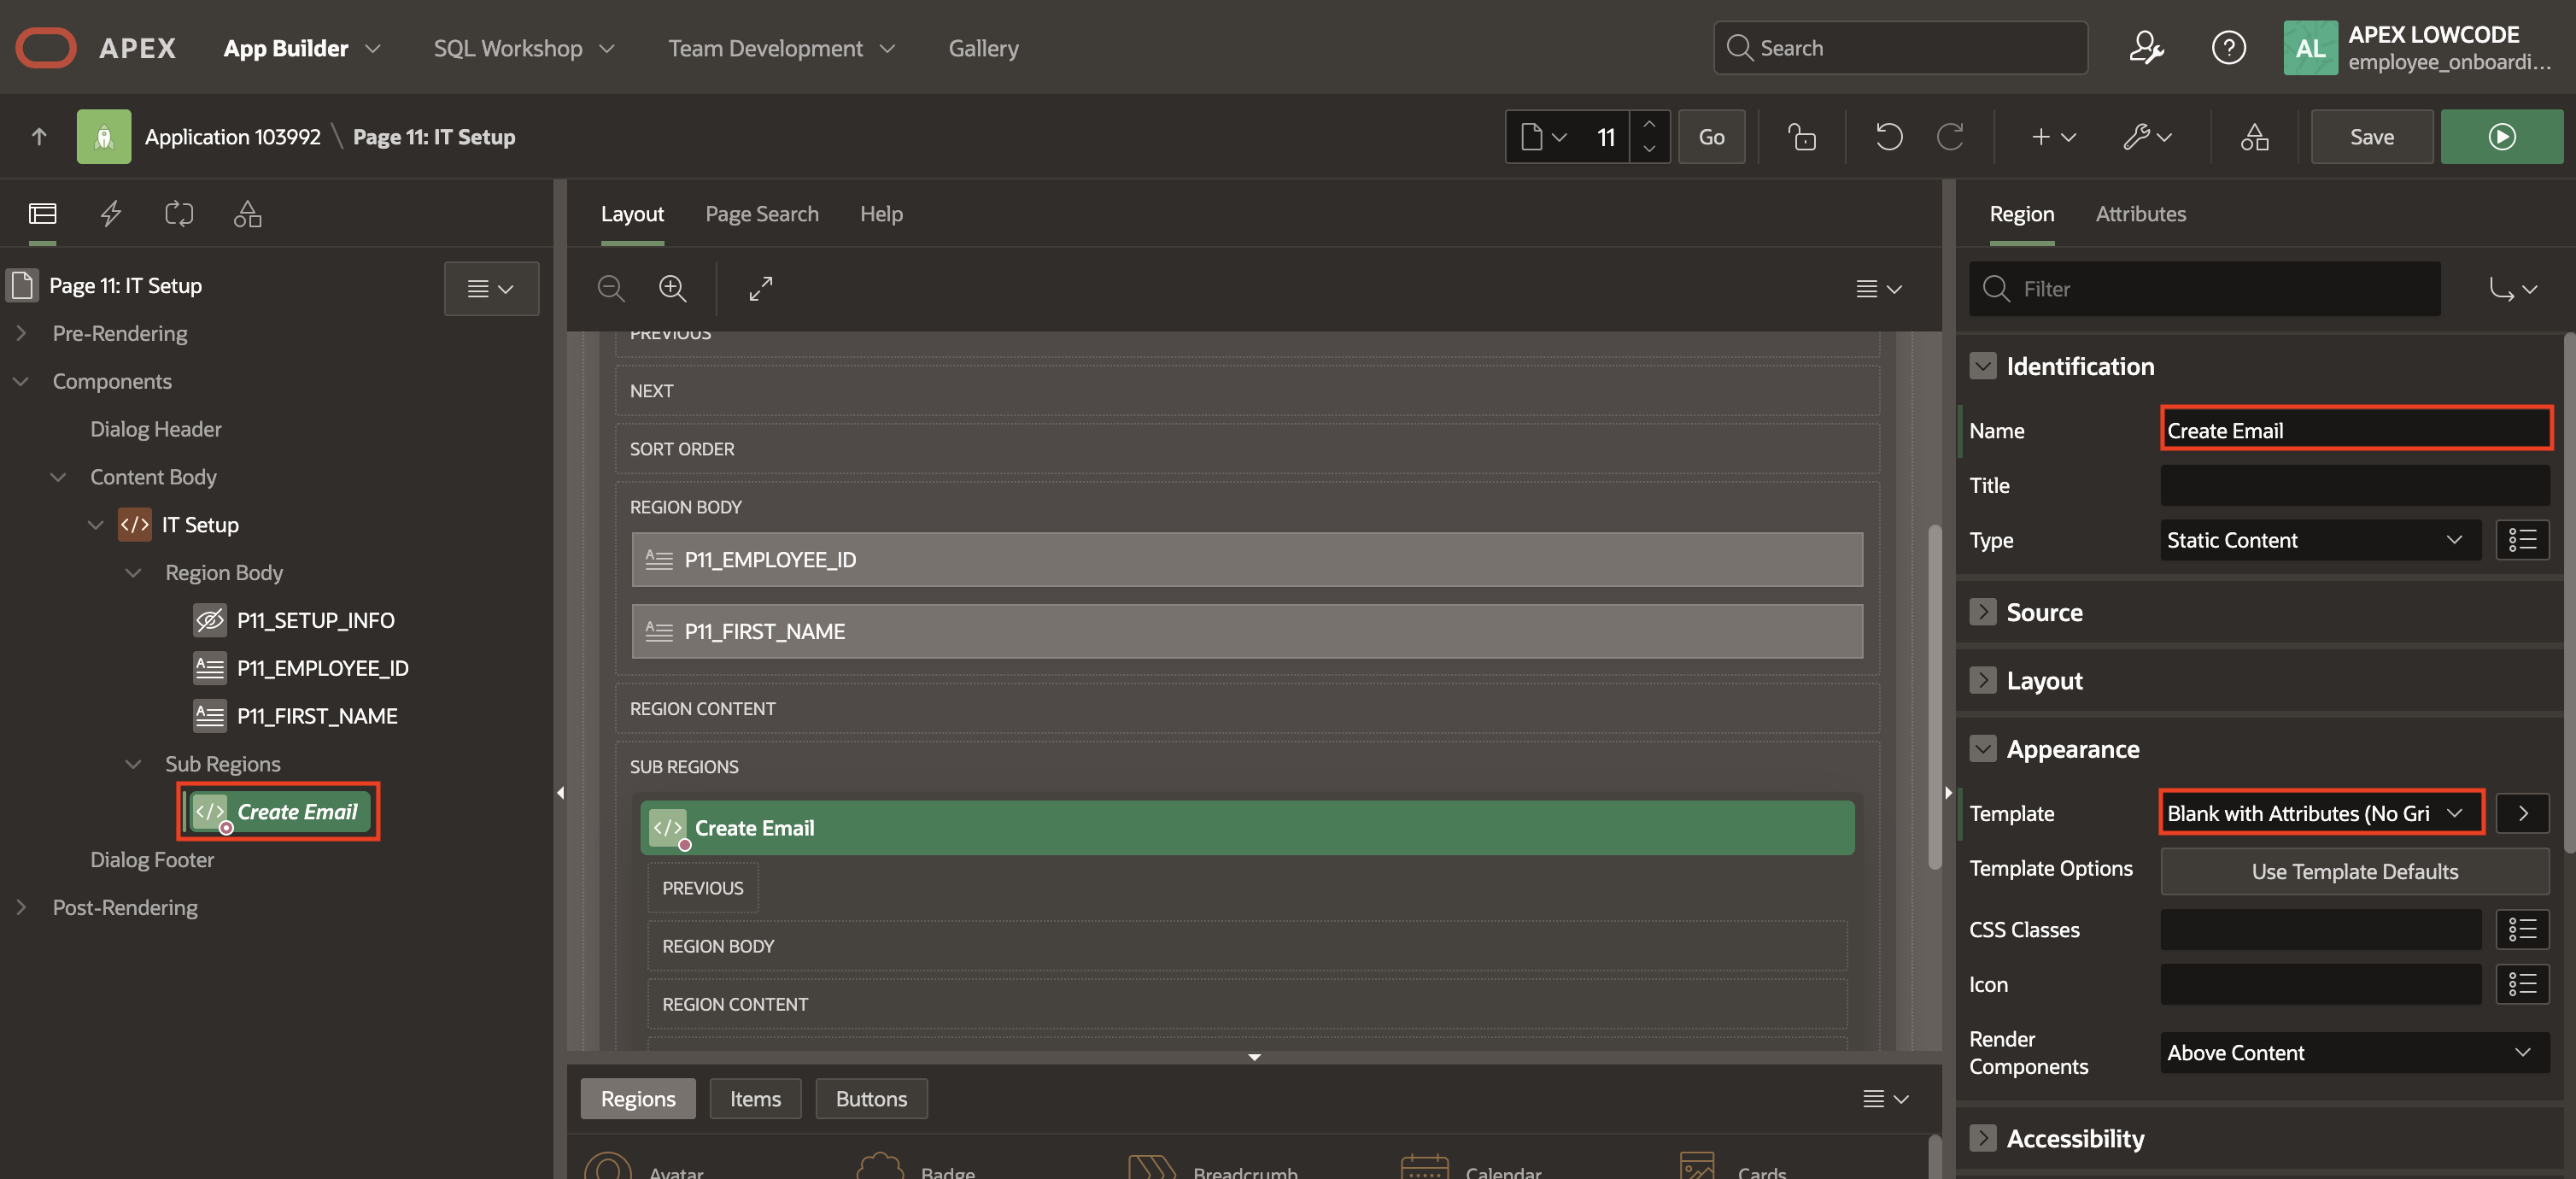 APEX
App Builder
SQL Workshop
Team Development
Gallery
Search
AL
APEX LOWCODE
employee_onboardi...
Application 103992 \ Page 11: IT Setup
11
Go
Save
Page 11: IT Setup
Pre-Rendering
Components
Dialog Header
Content Body
IT Setup
Region Body
P11_SETUP_INFO
P11_EMPLOYEE_ID
P11_FIRST_NAME
Sub Regions
Create Email
Dialog Footer
Post-Rendering
Layout
Page Search
Help
PREVIOUS
NEXT
SORT ORDER
REGION BODY
P11_EMPLOYEE_ID
P11_FIRST_NAME
REGION CONTENT
SUB REGIONS
Create Email
PREVIOUS
REGION BODY
REGION CONTENT
Regions
Items
Buttons
Avatar
Badge
Breadcrumb
Calendar
Cards
Region
Attributes
Filter
Identification
Name
Create Email
Title
Type
Static Content
Source
Layout
Appearance
Template
Blank with Attributes (No Gri
Template Options
Use Template Defaults
CSS Classes
Icon
Render
Components
Above Content
Accessibility